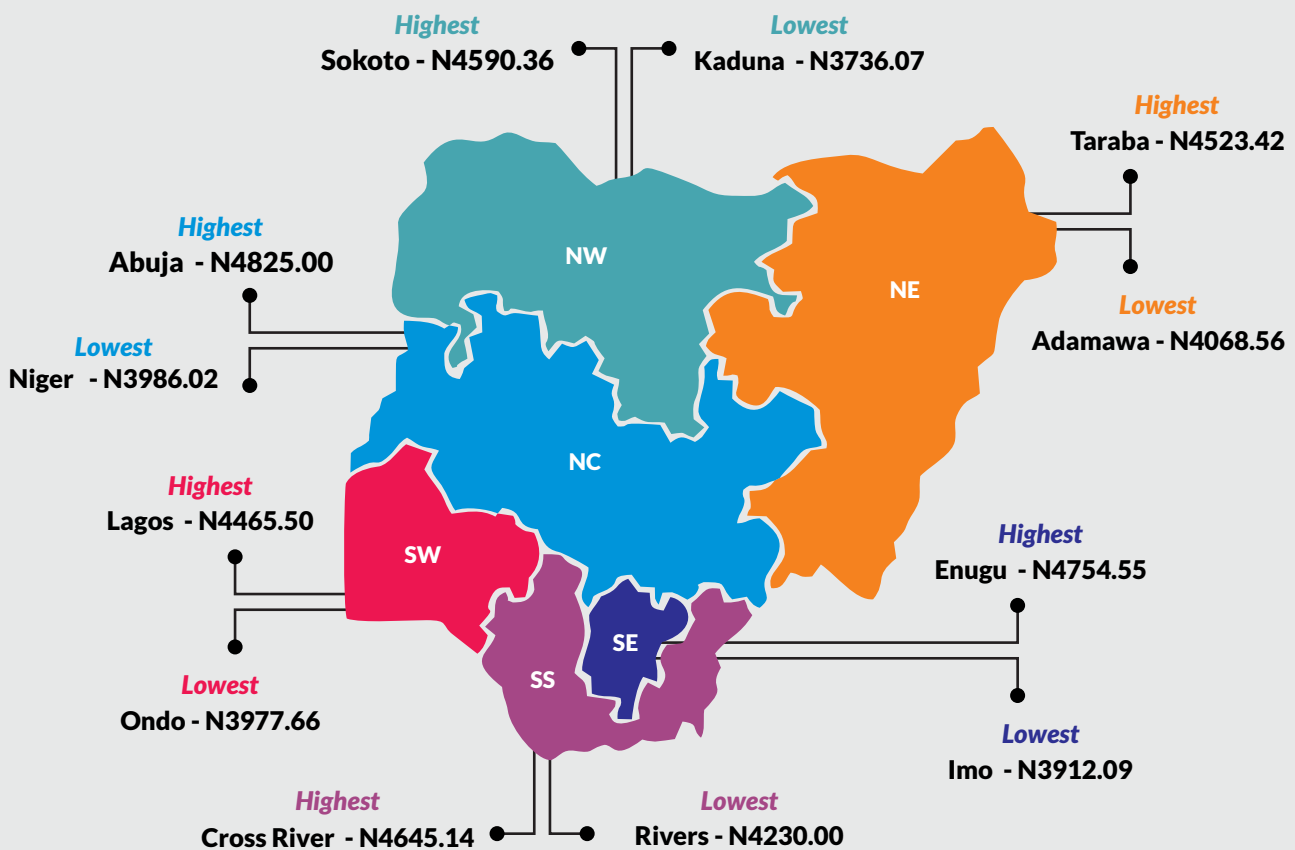 Highest
Sokoto - N4590.36
Lowest
Kaduna - N3736.07
Highest
Taraba - N4523.42
Highest
Abuja - N4825.00
NW
NE
Lowest
Adamawa - N4068.56
Lowest
Niger - N3986.02
NC
Highest
Lagos - N4465.50
SW
Highest
Enugu - N4754.55
SE
SS
Lowest
Ondo - N3977.66
Lowest
Imo - N3912.09
Highest
Cross River - N4645.14
Lowest
Rivers - N4230.00